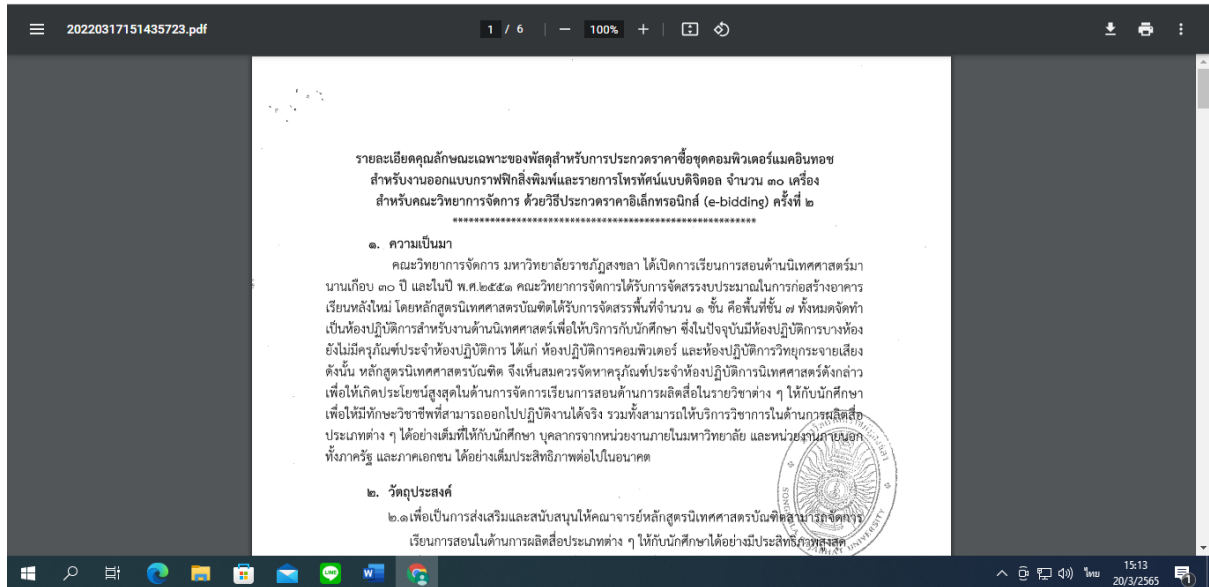 20220317151435723.pdf
1 / 6
100%
รายละเอียดคุณลักษณะเฉพาะของพัสดุสำหรับการประกวดราคาซื้อชุดคอมพิวเตอร์แมคอินทอช
สำหรับงานออกแบบกราฟฟิกสิ่งพิมพ์และรายการโทรทัศน์แบบดิจิตอล จำนวน ๓๐ เครื่อง
สำหรับคณะวิทยาการจัดการ ด้วยวิธีประกวดราคาอิเล็กทรอนิกส์ (e-bidding) ครั้งที่ ๒
************************************************************
๑. ความเป็นมา
คณะวิทยาการจัดการ มหาวิทยาลัยราชภัฏสงขลา ได้เปิดการเรียนการสอนด้านนิเทศศาสตร์มา
นานเกือบ ๓๐ ปี และในปี พ.ศ.๒๕๕๑ คณะวิทยาการจัดการได้รับการจัดสรรงบประมาณในการก่อสร้างอาคาร
เรียนหลังใหม่ โดยหลักสูตรนิเทศศาสตรบัณฑิตได้รับการจัดสรรพื้นที่จำนวน ๑ ชั้น คือพื้นที่ชั้น ๗ ทั้งหมดจัดทำ
เป็นห้องปฏิบัติการสำหรับงานด้านนิเทศศาสตร์เพื่อให้บริการกับนักศึกษา ซึ่งในปัจจุบันมีห้องปฏิบัติการบางห้อง
ยังไม่มีครุภัณฑ์ประจำห้องปฏิบัติการ ได้แก่ ห้องปฏิบัติการคอมพิวเตอร์ และห้องปฏิบัติการวิทยุกระจายเสียง
ดังนั้น หลักสูตรนิเทศศาสตรบัณฑิต จึงเห็นสมควรจัดหาครุภัณฑ์ประจำห้องปฏิบัติการนิเทศศาสตร์ดังกล่าว
เพื่อให้เกิดประโยชน์สูงสุดในด้านการจัดการเรียนการสอนด้านการผลิตสื่อในรายวิชาต่าง ๆ ให้กับนักศึกษา
เพื่อให้มีทักษะวิชาชีพที่สามารถออกไปปฏิบัติงานได้จริง รวมทั้งสามารถให้บริการวิชาการในด้านการผลิตสื่อ
ประเภทต่าง ๆ ได้อย่างเต็มที่ให้กับนักศึกษา บุคลากรจากหน่วยงานภายในมหาวิทยาลัย และหน่วยงานภายนอก
ทั้งภาครัฐ และภาคเอกชน ได้อย่างเต็มประสิทธิภาพต่อไปในอนาคต
๒. วัตถุประสงค์
๒.๑เพื่อเป็นการส่งเสริมและสนับสนุนให้คณาจารย์หลักสูตรนิเทศศาสตรบัณฑิตสามารถจัดการ
เรียนการสอนในด้านการผลิตสื่อประเภทต่าง ๆ ให้กับนักศึกษาได้อย่างมีประสิทธิภาพสูงสุด
ไทย
15:13
20/3/2565